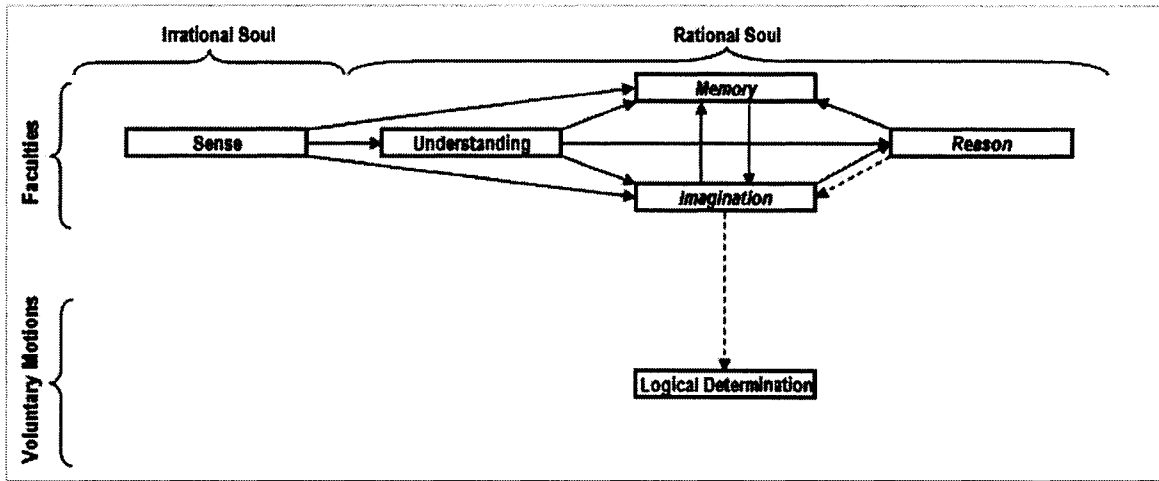 Irrational Soul
Rational Soul
Faculties
Memory
Sense
Understanding
Reason
Imagination
Voluntary Motions
Logical Determination